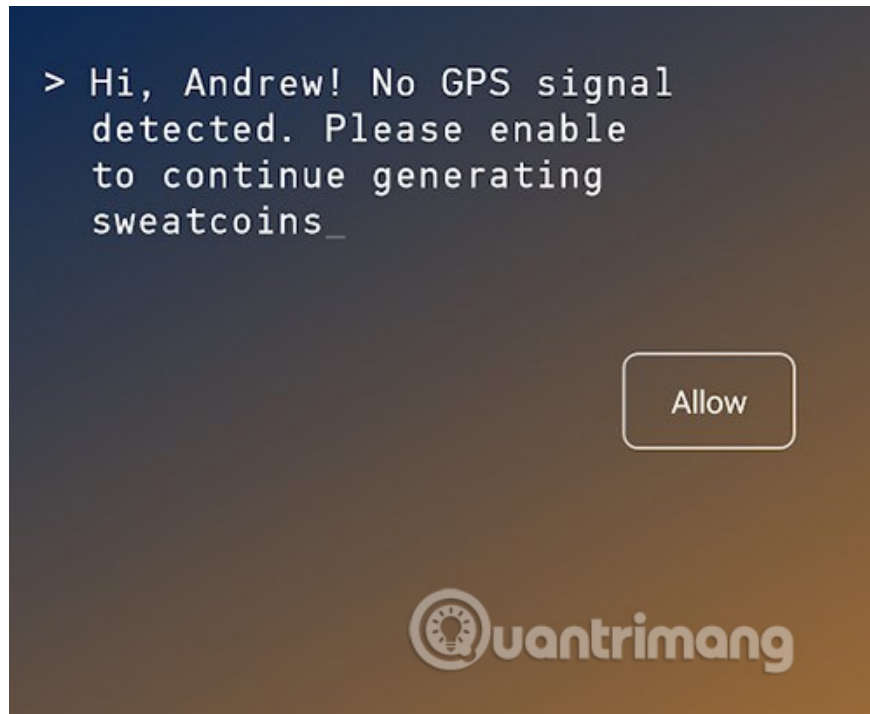 > Hi, Andrew! No GPS signal
detected. Please enable
to continue generating
sweatcoins_
Allow
Quantrimang